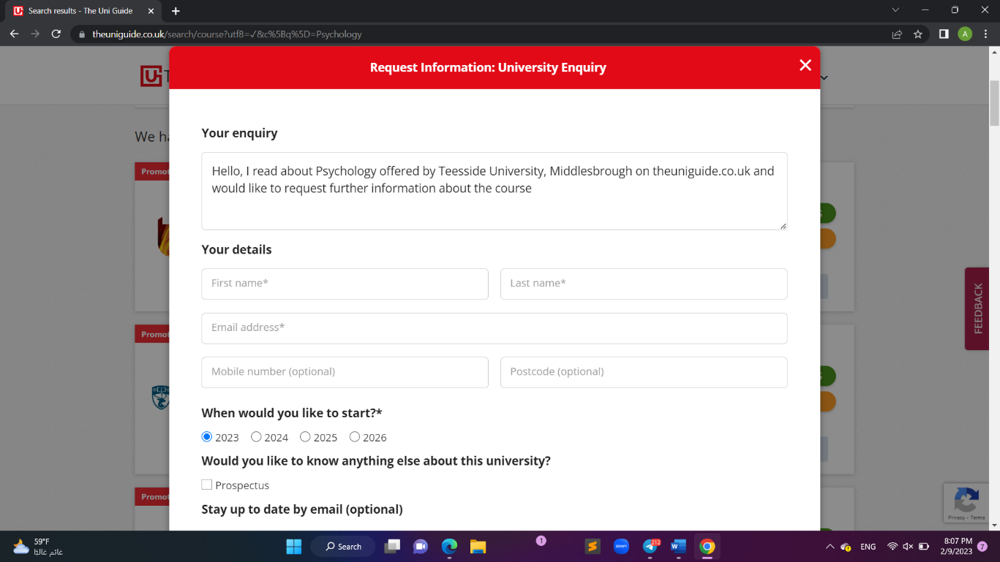 Search results - The Uni Guide
theuniguide.co.uk/search/course?utf8=✓&c%5Bq%5D=Psychology
A
Request Information: University Enquiry
We ha
Promot
Your enquiry
Hello, I read about Psychology offered by Teesside University, Middlesbrough on theuniguide.co.uk and
would like to request further information about the course
Your details
First name*
Last name*
Email address*
Mobile number (optional)
Postcode (optional)
When would you like to start?*
2023
2024
2025
2026
Would you like to know anything else about this university?
Prospectus
Stay up to date by email (optional)
Promot
Promot
FEEDBACK
Privacy - Terms
59°F
غائم غالبًا
Search
1
zoom
212
W
ENG
8:07 PM
2/9/2023
7